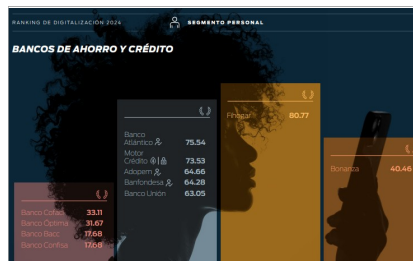 RANKING DE DIGITALIZACIÓN 2024
SEGMENTO PERSONAL
BANCOS DE AHORRO Y CRÉDITO
Banco Cofaci 33.11
Banco Óptima 31.67
Banco Bacc 17.68
Banco Confisa 17.68
Banco
Atlántico 75.54
Motor
Crédito 73.53
Adopem 64.66
Banfondesa 64.28
Banco Unión 63.05
Fihogar 80.77
Bonanza 40.46